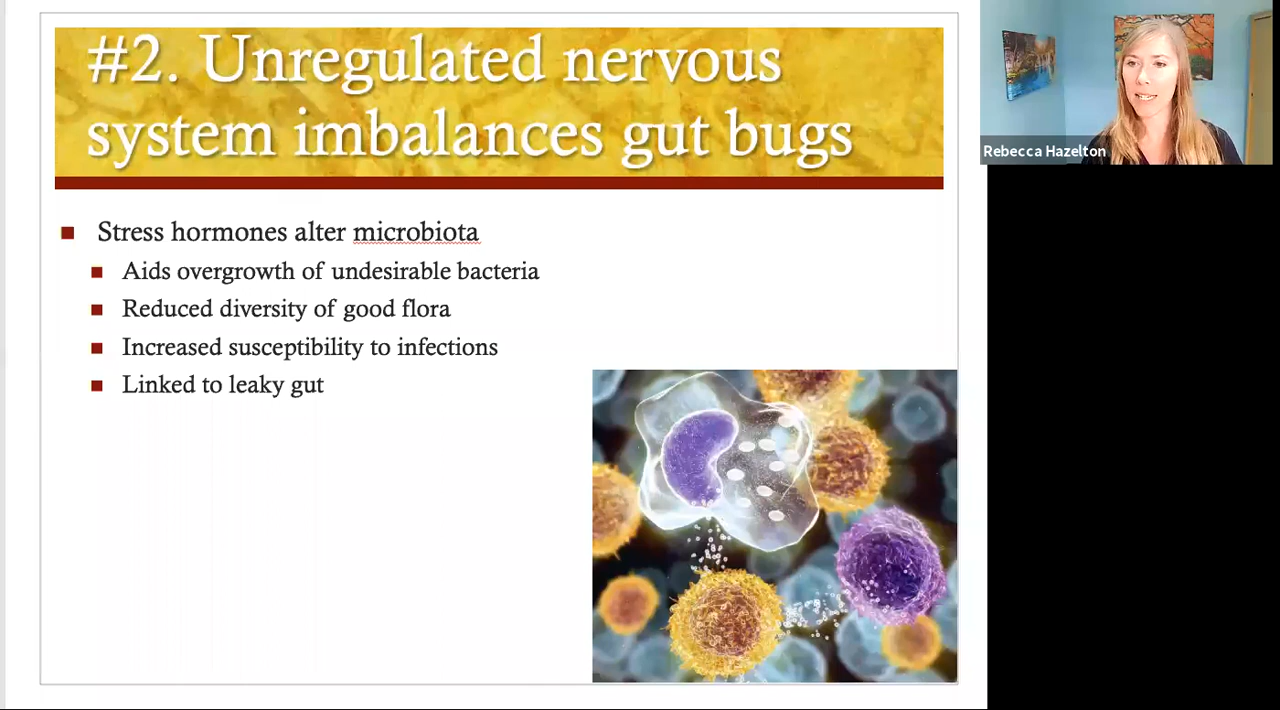 #2. Unregulated nervous
system imbalances gut bugs
Stress hormones alter microbiota
Aids overgrowth of undesirable bacteria
Reduced diversity of good flora
Increased susceptibility to infections
Linked to leaky gut
Rebecca Hazelton